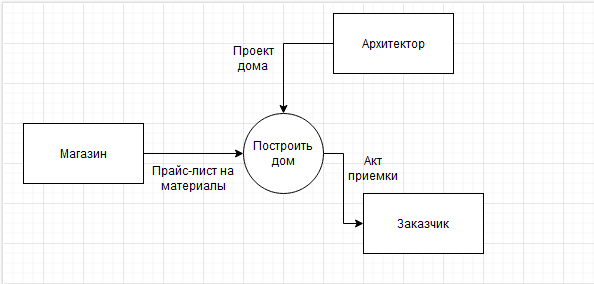 Архитектор
Проект
дома
Магазин
Построить
дом
Прайс-лист на
материалы
Акт
приемки
Заказчик